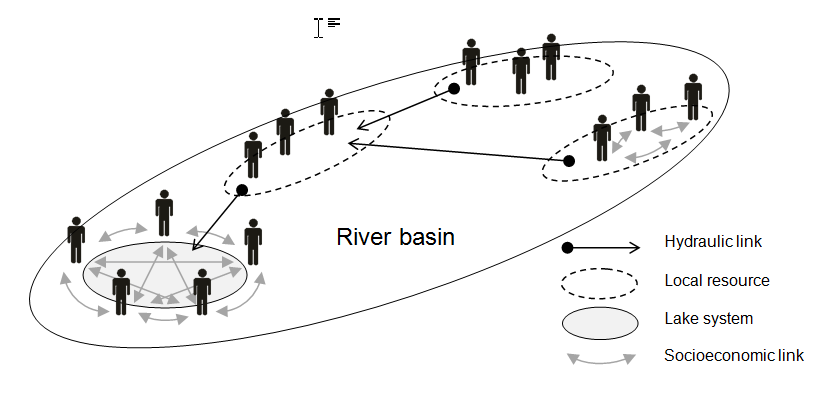 River basin
Hydraulic link
Local resource
Lake system
Socioeconomic link